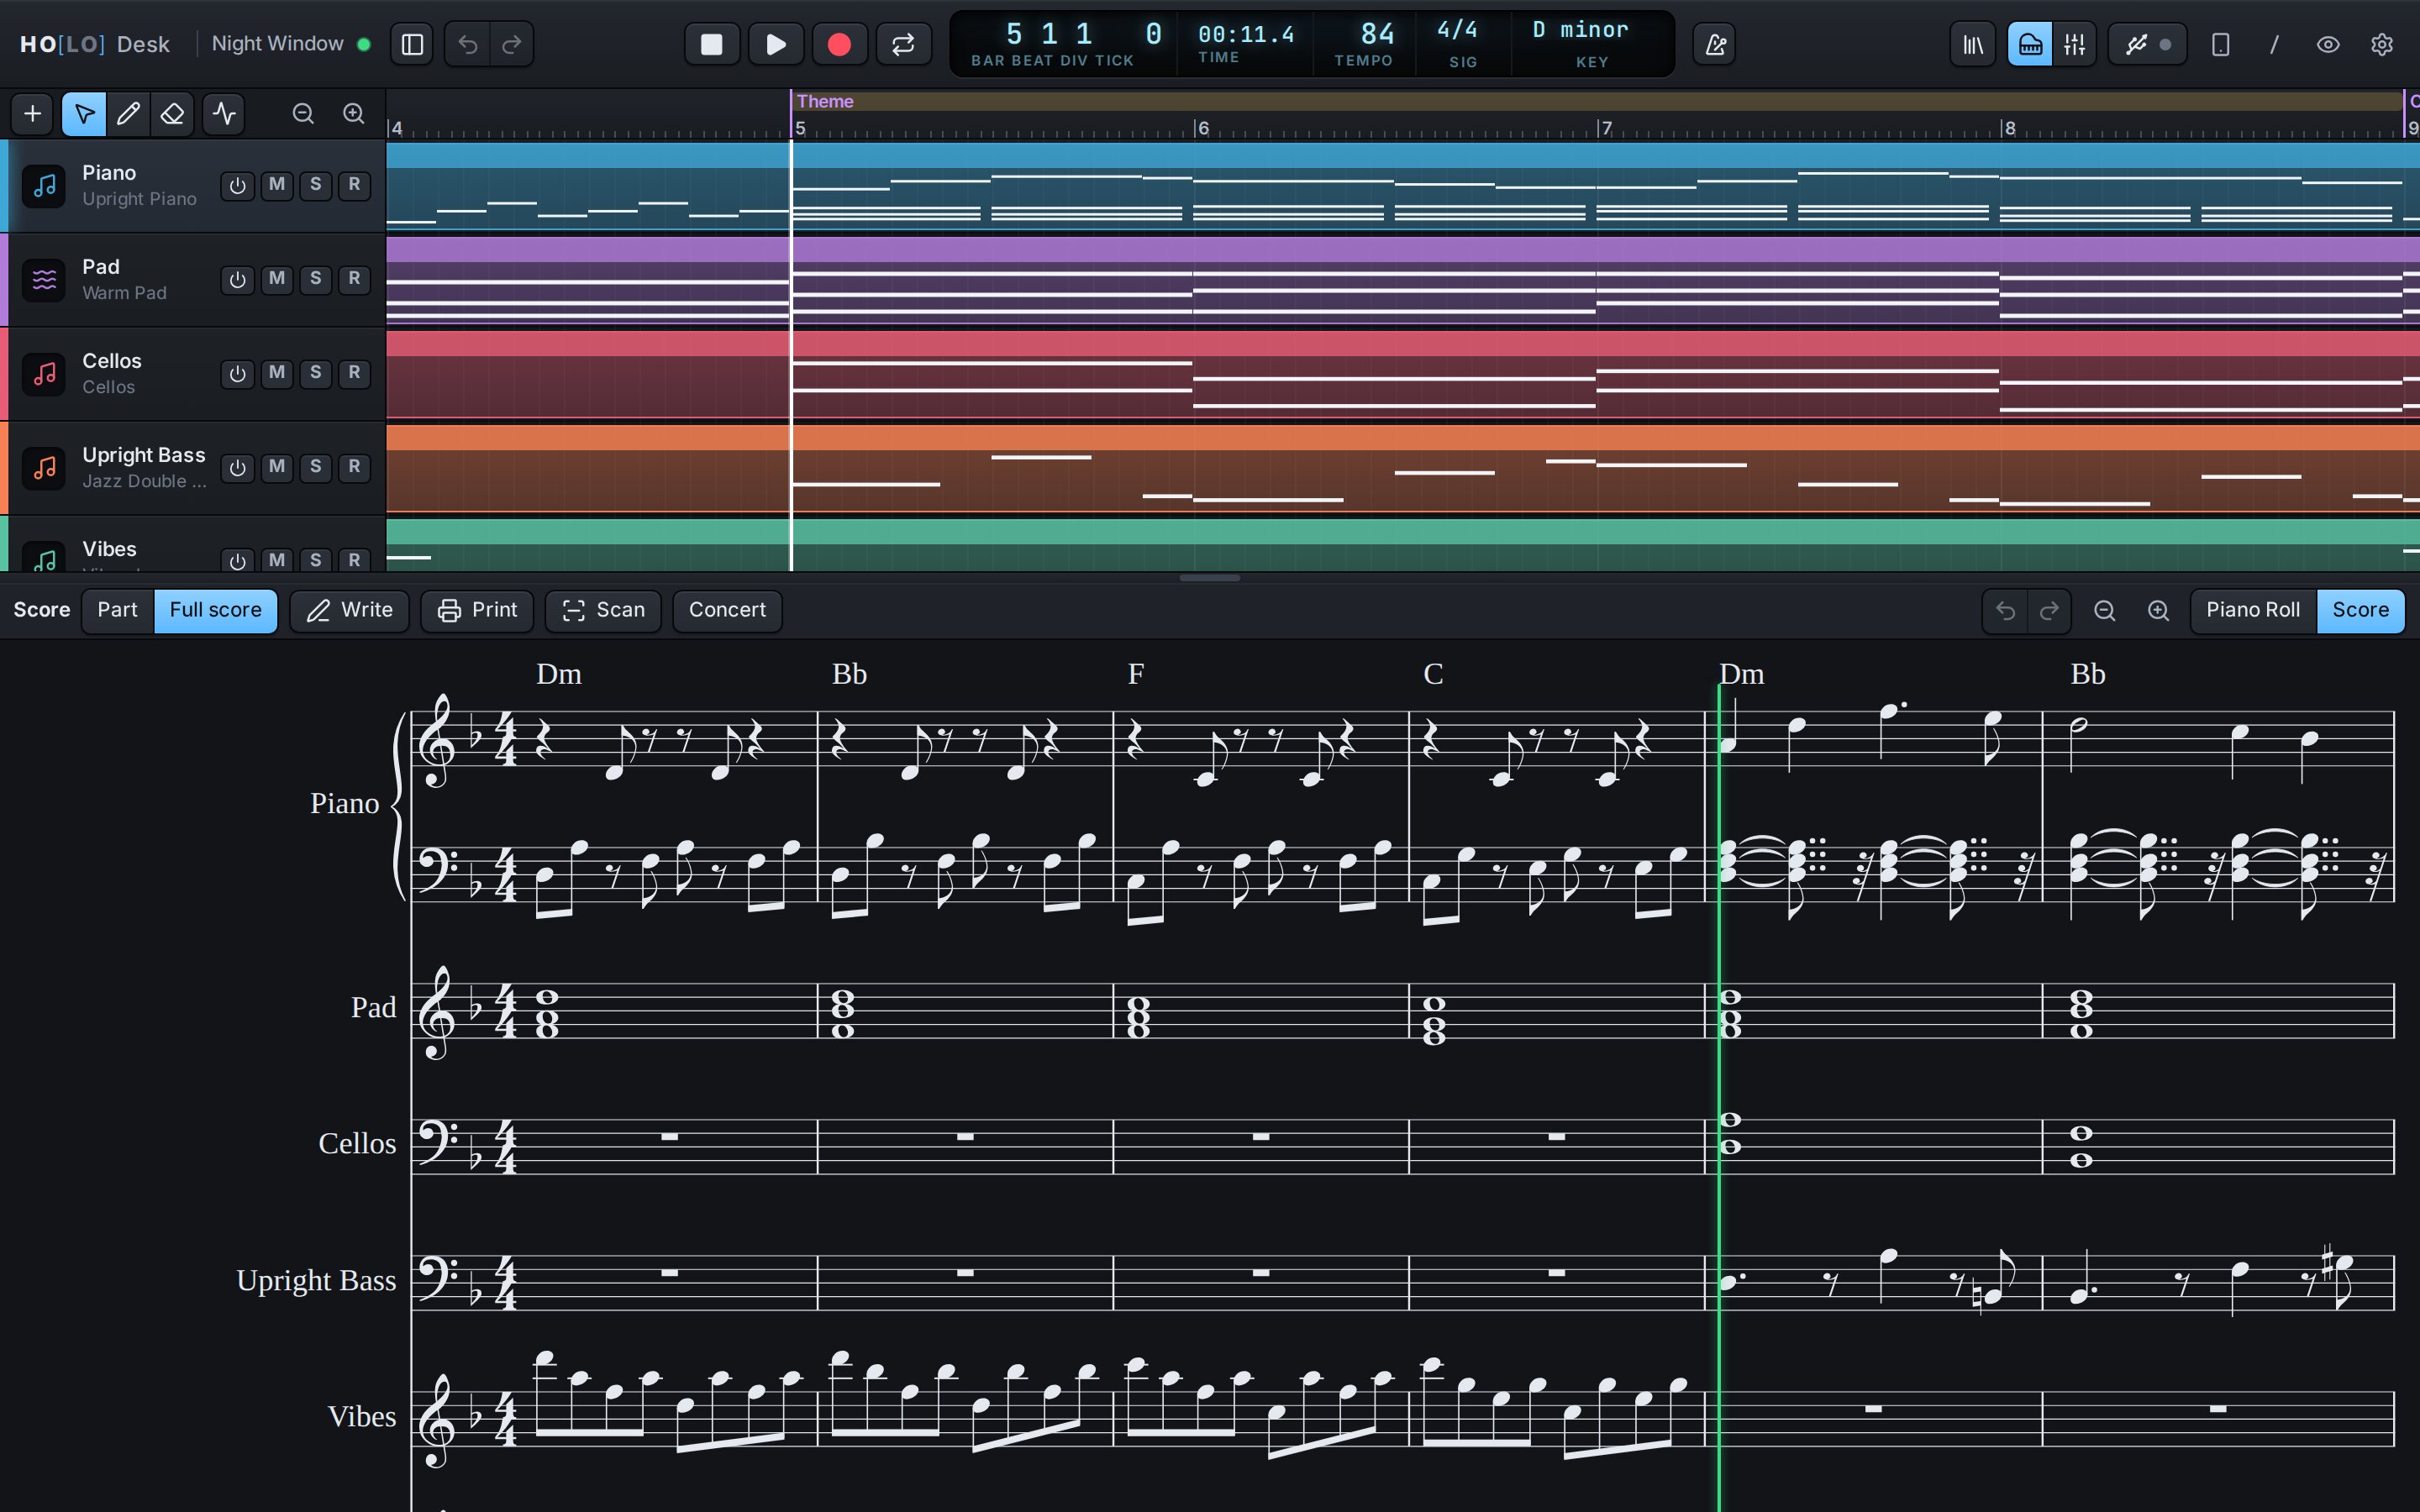 HO[LO] Desk
Night Window
5 1 1 0
BAR BEAT DIV TICK
00:11.4
TIME
84
TEMPO
4/4
SIG
D minor
KEY
Theme
4 5 6 7 8 9
Piano
Upright Piano
M S R
Pad
Warm Pad
M S R
Cellos
Cellos
M S R
Upright Bass
Jazz Double ...
M S R
Vibes
M S R
Score Part Full score Write Print Scan Concert Piano Roll Score
Dm Bb F C Dm Bb
Piano
Pad
Cellos
Upright Bass
Vibes